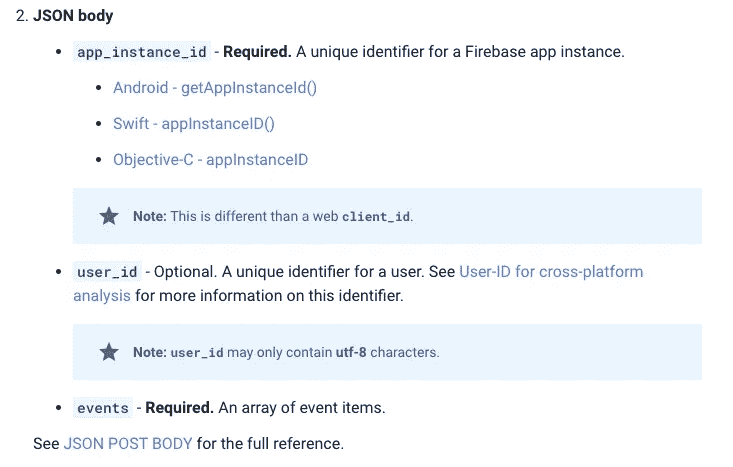 2. JSON body
• app_instance_id - Required. A unique identifier for a Firebase app instance.
• Android - getAppInstanceId()
• Swift - appInstanceID()
• Objective-C - appInstanceID
Note: This is different than a web client_id.
• user_id - Optional. A unique identifier for a user. See User-ID for cross-platform
analysis for more information on this identifier.
Note: user_id may only contain utf-8 characters.
• events - Required. An array of event items.
See JSON POST BODY for the full reference.